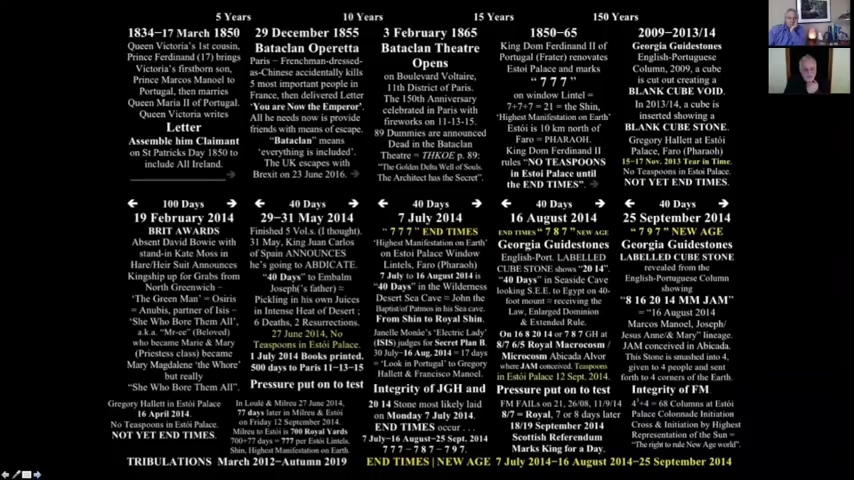 5 Years 10 Years 15 Years 150 Years
1834–17 March 1850
Queen Victoria's 1st cousin,
Prince Ferdinand (17) brings
Victoria's firstborn son,
Prince Marcos Manoel to
Portugal, then marries
Queen Maria II of Portugal.
Queen Victoria writes
Letter
Assemble him Claimant
on St Patricks Day 1850 to
include All Ireland.
29 December 1855
Bataclan Operetta
Paris – Frenchman-dressed-
as-Chinese accidentally kills
5 most important people in
France, then delivered Letter
'You are Now the Emperor'.
All he needs now is provide
friends with means of escape.
"Bataclan" means
'everything is included'.
The UK escapes with
Brexit on 23 June 2016.
3 February 1865
Bataclan Theatre
Opens
on Boulevard Voltaire,
11th District of Paris.
The 150th Anniversary
celebrated in Paris with
fireworks on 11-13-15.
89 Dummies are announced
Dead in the Bataclan
Theatre = THKOE p. 89:
"The Golden Delta Well of Souls.
The Architect has the Secret".
1850–65
King Dom Ferdinand II of
Portugal (Frater) renovates
Estoi Palace and marks
"7 7 7"
on window Lintel =
7+7+7 = 21 = the Shin,
'Highest Manifestation on Earth'
Estói is 10 km north of
Faro = PHARAOH.
King Dom Ferdinand II
rules "NO TEASPOONS
in Estoi Palace until
the END TIMES".
2009–2013/14
Georgia Guidestones
English-Portuguese
Column, 2009, a cube
is cut out creating a
BLANK CUBE VOID.
In 2013/14, a cube is
inserted showing a
BLANK CUBE STONE.
Gregory Hallett at Estói
Palace, Faro (Pharaoh)
15–17 Nov. 2013 Tear in Time.
No Teaspoons in Estoi Palace.
NOT YET END TIMES.
100 Days 40 Days 40 Days 40 Days 40 Days
19 February 2014
BRIT AWARDS
Absent David Bowie with
stand-in Kate Moss in
Hare/Heir Suit Announces
Kingship up for Grabs from
North Greenwich –
'The Green Man' = Osiris
= Anubis, partner of Isis –
'She Who Bore Them All',
a.k.a. "Mr-ee" (Beloved)
who became Marie & Mary
(Priestess class) became
Mary Magdalene 'the Whore'
but really
"She Who Bore Them All".
Gregory Hallett in Estói Palace
16 April 2014.
No Teaspoons in Estói Palace.
NOT YET END TIMES.
29–31 May 2014
Finished 5 Vol.s (I thought).
31 May, King Juan Carlos
of Spain ANNOUNCES
he's going to ABDICATE.
"40 Days" to Embalm
Joseph('s father) =
Pickling in his own Juices
in Intense Heat of Desert ;
6 Deaths, 2 Resurrections.
27 June 2014, No
Teaspoons in Estói Palace.
1 July 2014 Books printed.
500 days to Paris 11–13–15
Pressure put on to test
In Loulé & Milreu 27 June 2014,
77 days later in Milreu & Estói
on Friday 12 September 2014.
Milreu to Estoi is 700 Royal Yards
700+77 days = 777 per Estói Lintels,
Shin, Highest Manifestation on Earth.
7 July 2014
"7 7 7" END TIMES
'Highest Manifestation on Earth'
on Estoi Palace Window
Lintels, Faro (Pharaoh)
7 July to 16 August 2014 is
"40 Days" in the Wilderness
Desert Sea Cave = John the
Baptist/of Patmos in his Sea cave.
From Shin to Royal Shin.
Janelle Monáe's 'Electric Lady'
(ISIS) judges for Secret Plan B.
30 July–16 Aug. 2014 = 17 days
= 'Look in Portugal' to Gregory
Hallett & Francisco Manoel.
Integrity of JGH and
20 14 Stone most likely laid
on Monday 7 July 2014.
END TIMES occur . . .
7 July–16 August–25 Sept. 2014
7 7 7 – 7 8 7 – 7 9 7.
16 August 2014
END TIMES "7 8 7" NEW AGE
Georgia Guidestones
English-Port. LABELLED
CUBE STONE shows "20 14".
"40 Days" in Seaside Cave
looking S.E.E. to Egypt on 40-
foot mount = receiving the
Law, Enlarged Dominion
& Extended Rule.
On 16 8 20 14 or 7 8 7 GH at
8/7 6/5 Royal Macrocosm /
Microcosm Abicada Alvor
where JAM conceived. Teaspoons
in Estói Palace 12 Sept. 2014.
Pressure put on to test
FM FAILs on 21, 26/08, 11/9/14
8/7 = Royal, 7 or 8 days later
18/19 September 2014
Scottish Referendum
Marks King for a Day.
25 September 2014
"7 9 7" NEW AGE
Georgia Guidestones
LABELLED CUBE STONE
revealed from the
English-Portuguese Column
showing
"8 16 20 14 MM JAM"
= "16 August 2014
Marcos Manoel, Joseph/
Jesus Anne/& Mary" lineage.
JAM conceived in Abicada.
This Stone is smashed into 4,
given to 4 people and sent
forth to 4 corners of the Earth.
Integrity of FM
= 68 Columns at Estói
Palace Colonnade Initiation
Cross & Initiation by Highest
Representation of the Sun =
"The right to rule New Age world".
TRIBULATIONS March 2012–Autumn 2019
END TIMES | NEW AGE 7 July 2014–16 August 2014–25 September 2014